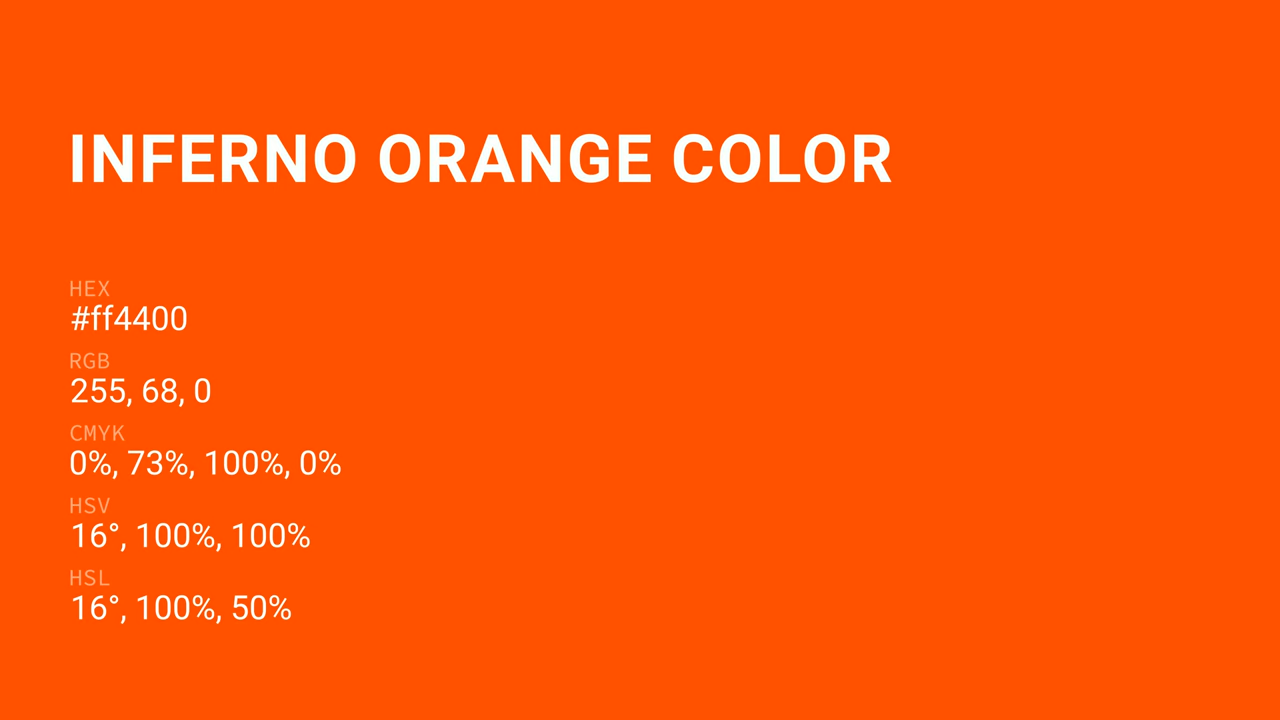 INFERNO ORANGE COLOR
HEX
#ff4400
RGB
255, 68, 0
CMYK
0%, 73%, 100%, 0%
HSV
16°, 100%, 100%
HSL
16°, 100%, 50%